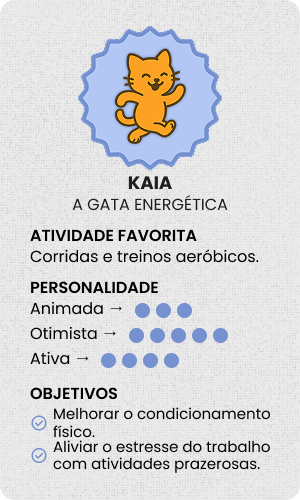 KAIA
A GATA ENERGÉTICA
ATIVIDADE FAVORITA
Corridas e treinos aeróbicos.
PERSONALIDADE
Animada →
Otimista →
Ativa →
OBJETIVOS
Melhorar o condicionamento
físico.
Aliviar o estresse do trabalho
com atividades prazerosas.